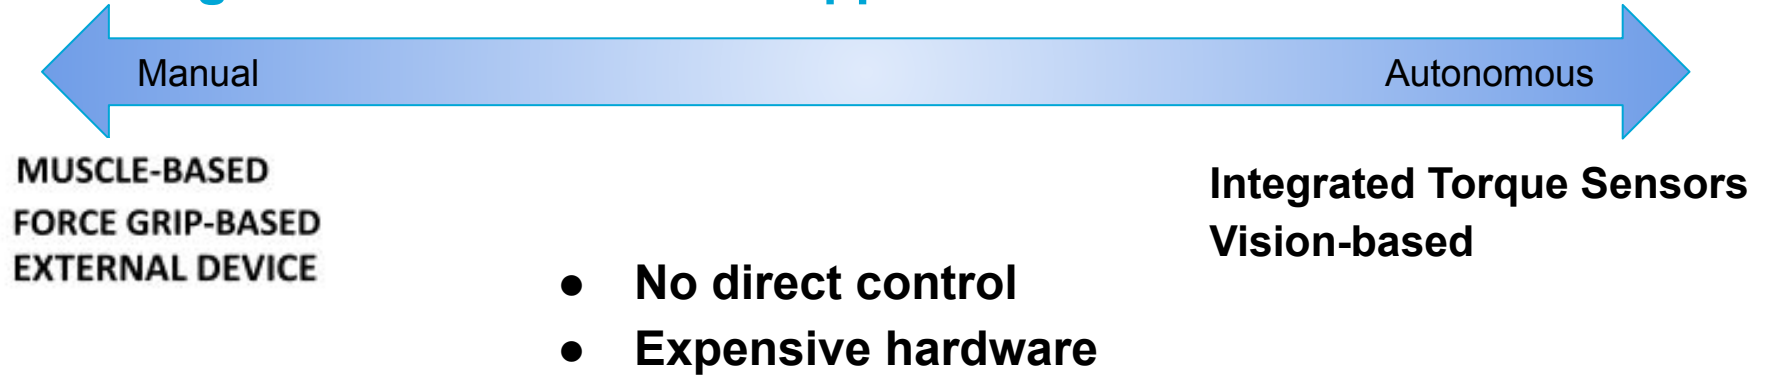 Manual
Autonomous
MUSCLE-BASED
FORCE GRIP-BASED
EXTERNAL DEVICE
Integrated Torque Sensors
Vision-based
● No direct control
● Expensive hardware